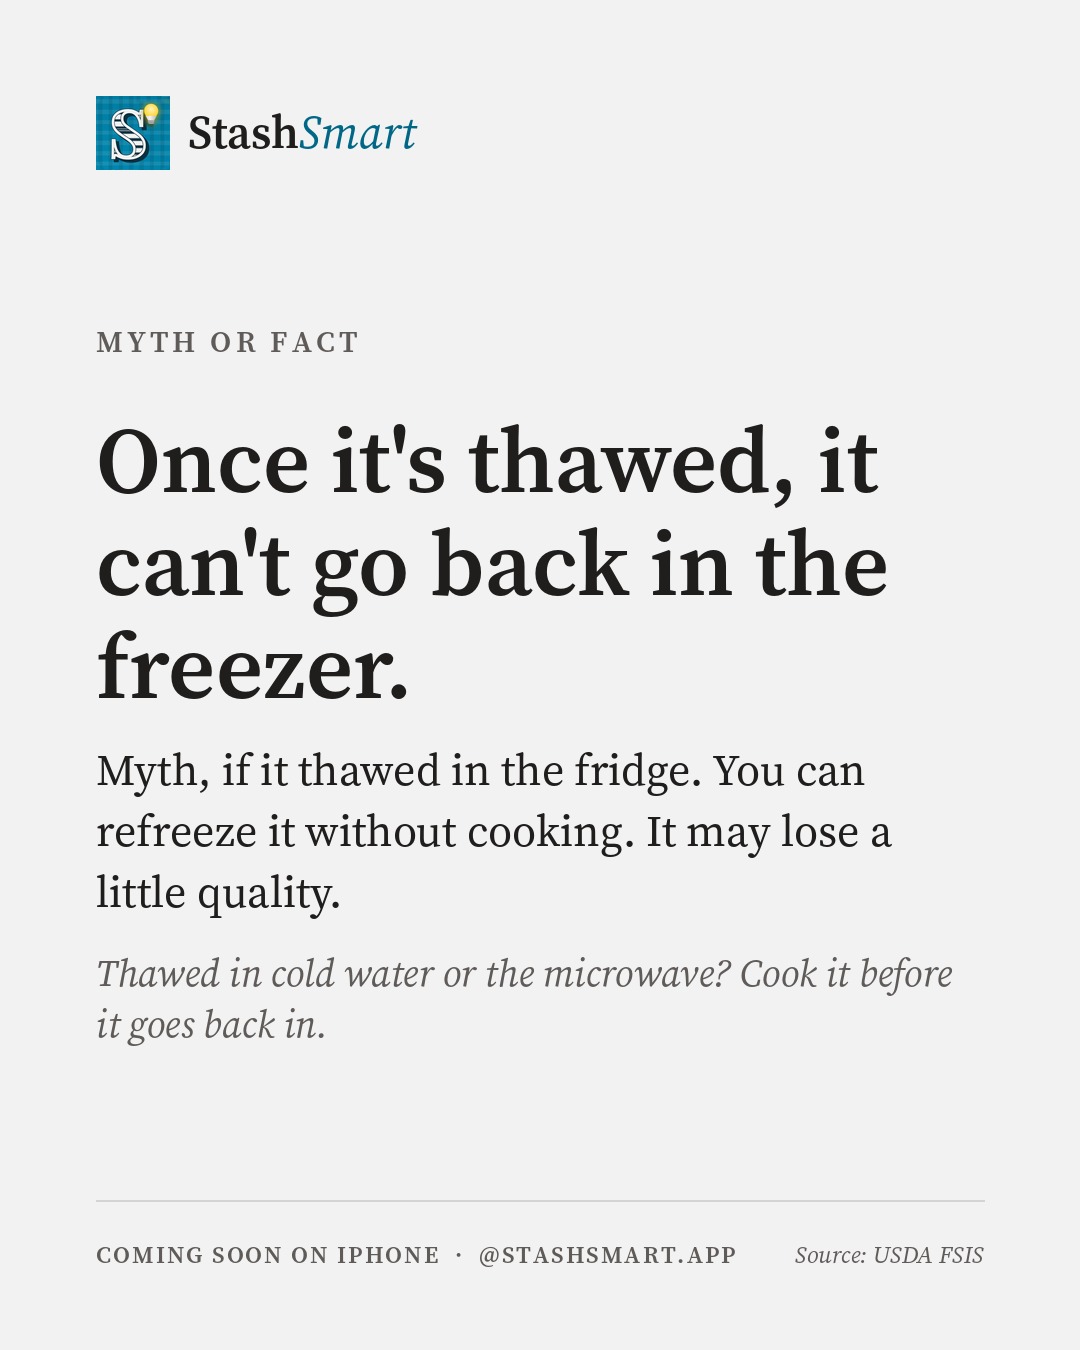 S
StashSmart
MYTH OR FACT
Once it's thawed, it
can't go back in the
freezer.
Myth, if it thawed in the fridge. You can
refreeze it without cooking. It may lose a
little quality.
Thawed in cold water or the microwave? Cook it before
it goes back in.
COMING SOON ON IPHONE · @STASHSMART.APP Source: USDA FSIS